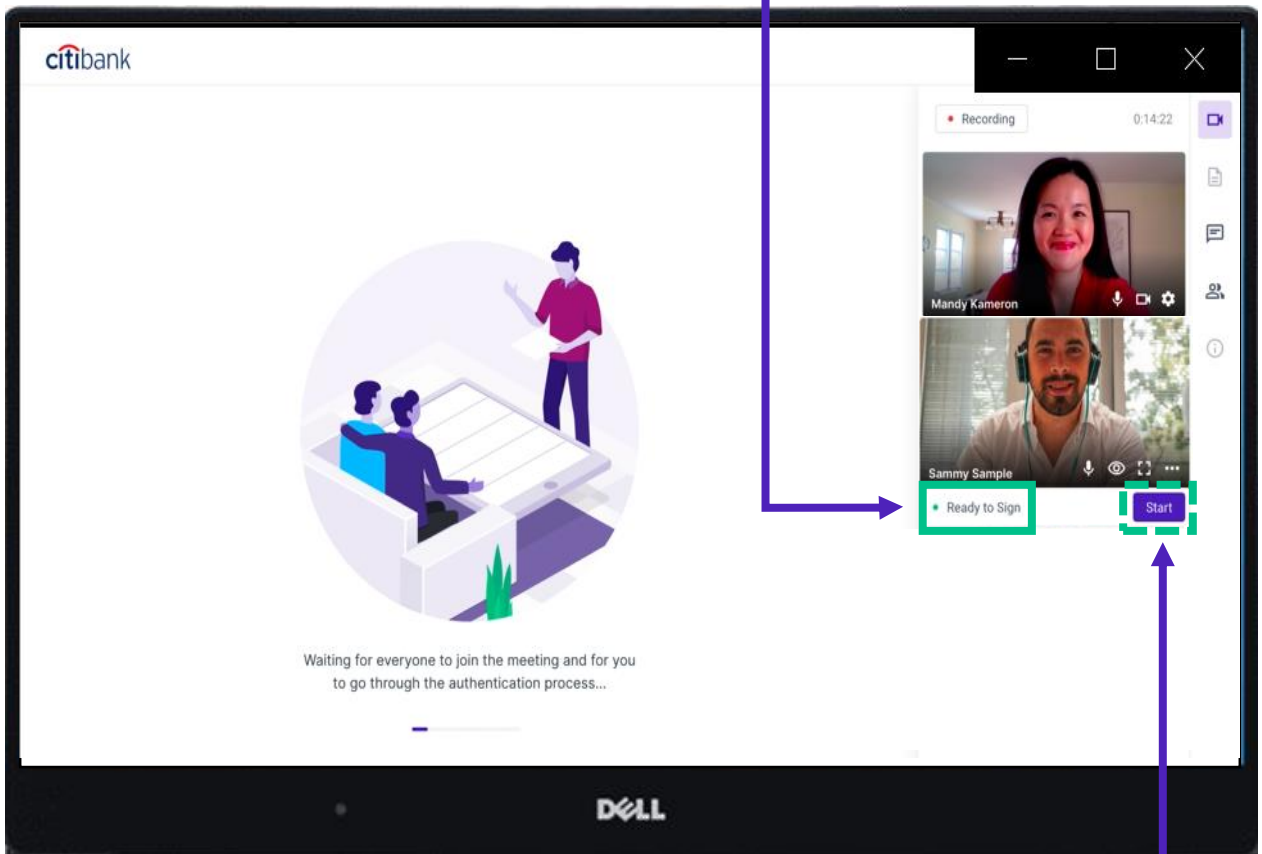 citibank
Recording 0:14:22
Mandy Kameron
Sammy Sample
Ready to Sign Start
Waiting for everyone to join the meeting and for you
to go through the authentication process...
DELL